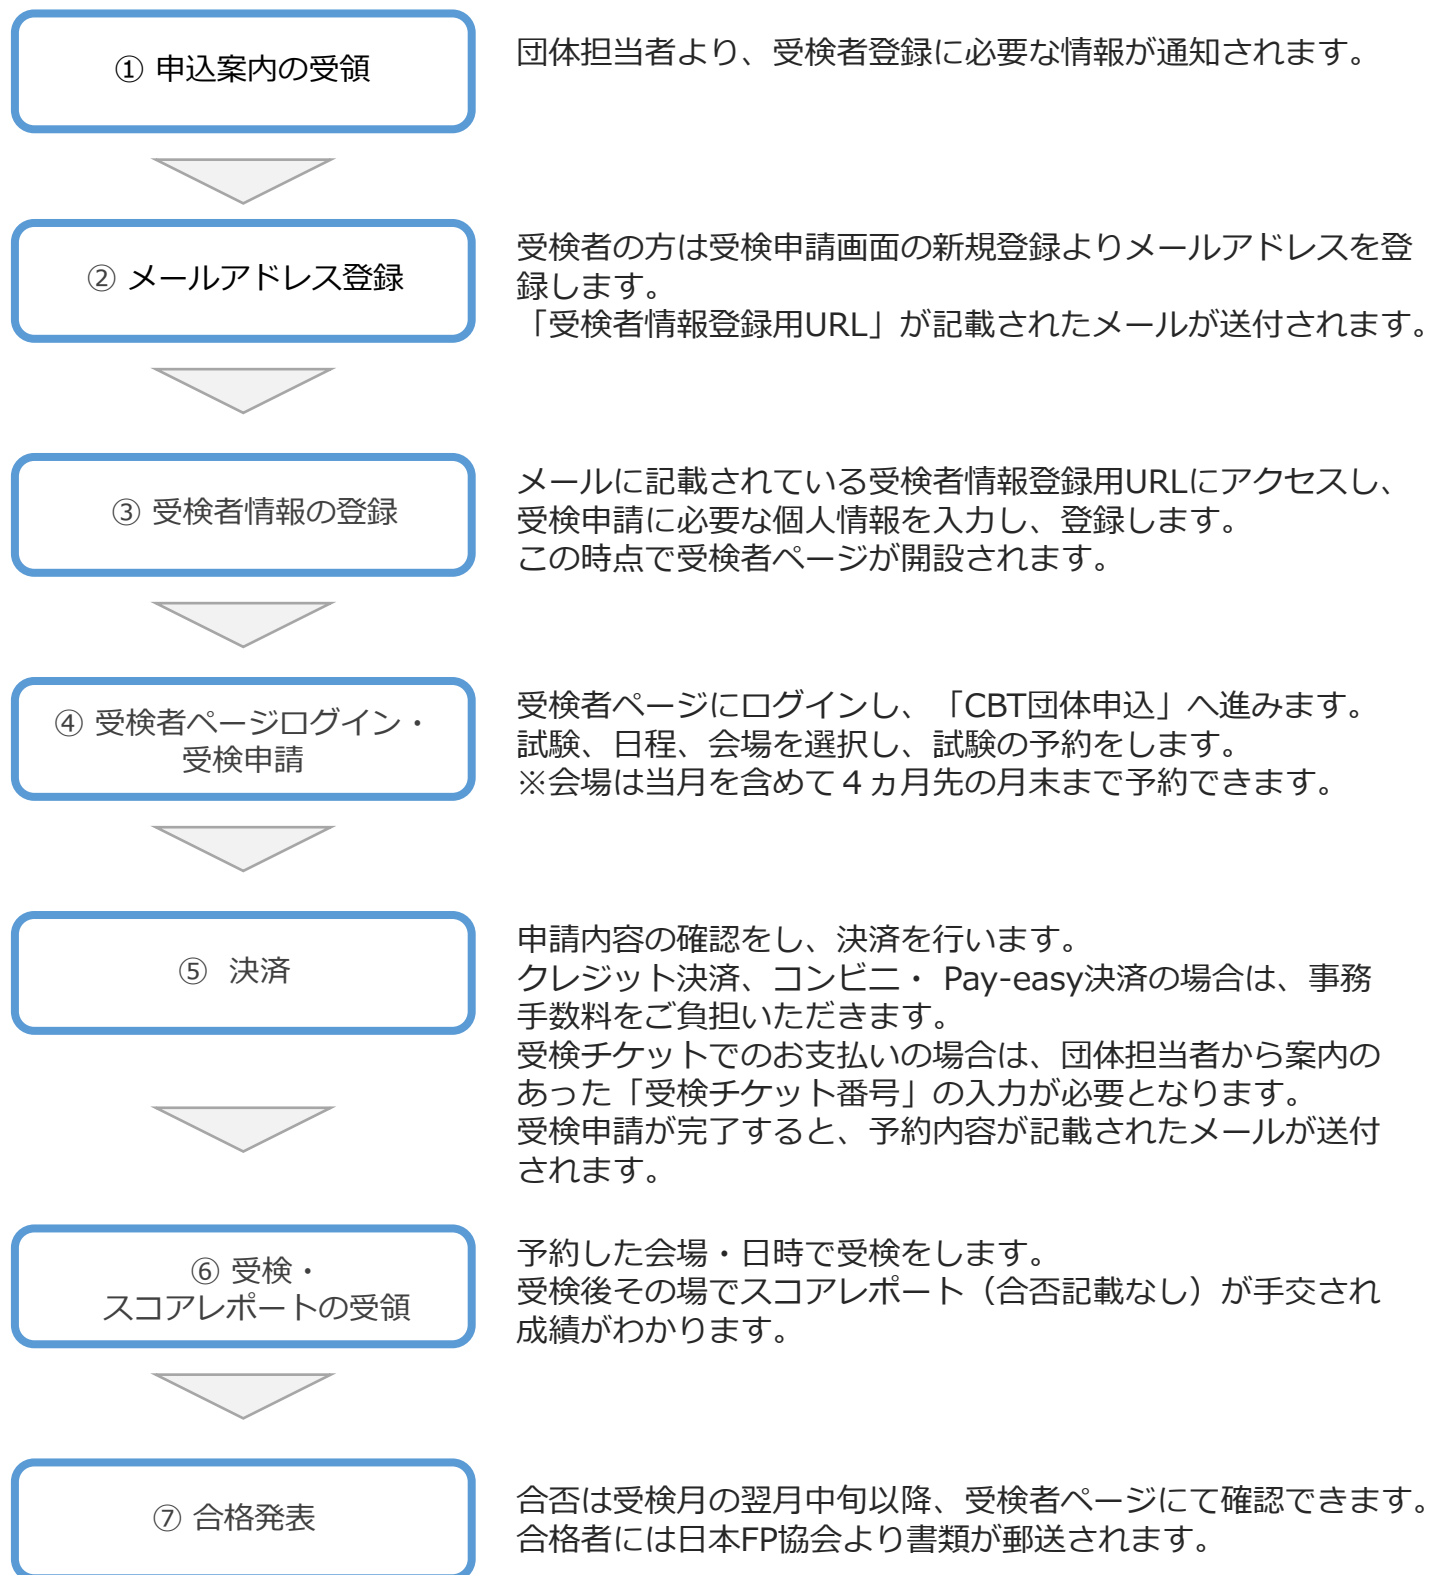 ① 申込案内の受領
団体担当者より、受検者登録に必要な情報が通知されます。
② メールアドレス登録
受検者の方は受検申請画面の新規登録よりメールアドレスを登
録します。
「受検者情報登録用URL」が記載されたメールが送付されます。
③ 受検者情報の登録
メールに記載されている受検者情報登録用URLにアクセスし、
受検申請に必要な個人情報を入力し、登録します。
この時点で受検者ページが開設されます。
④ 受検者ページログイン・
受検申請
受検者ページにログインし、「CBT団体申込」へ進みます。
試験、日程、会場を選択し、試験の予約をします。
※会場は当月を含めて４ヵ月先の月末まで予約できます。
⑤ 決済
申請内容の確認をし、決済を行います。
クレジット決済、コンビニ・ Pay-easy決済の場合は、事務
手数料をご負担いただきます。
受検チケットでのお支払いの場合は、団体担当者から案内の
あった「受検チケット番号」の入力が必要となります。
受検申請が完了すると、予約内容が記載されたメールが送付
されます。
⑥ 受検・
スコアレポートの受領
予約した会場・日時で受検をします。
受検後その場でスコアレポート（合否記載なし）が手交され
成績がわかります。
⑦ 合格発表
合否は受検月の翌月中旬以降、受検者ページにて確認できます。
合格者には日本FP協会より書類が郵送されます。